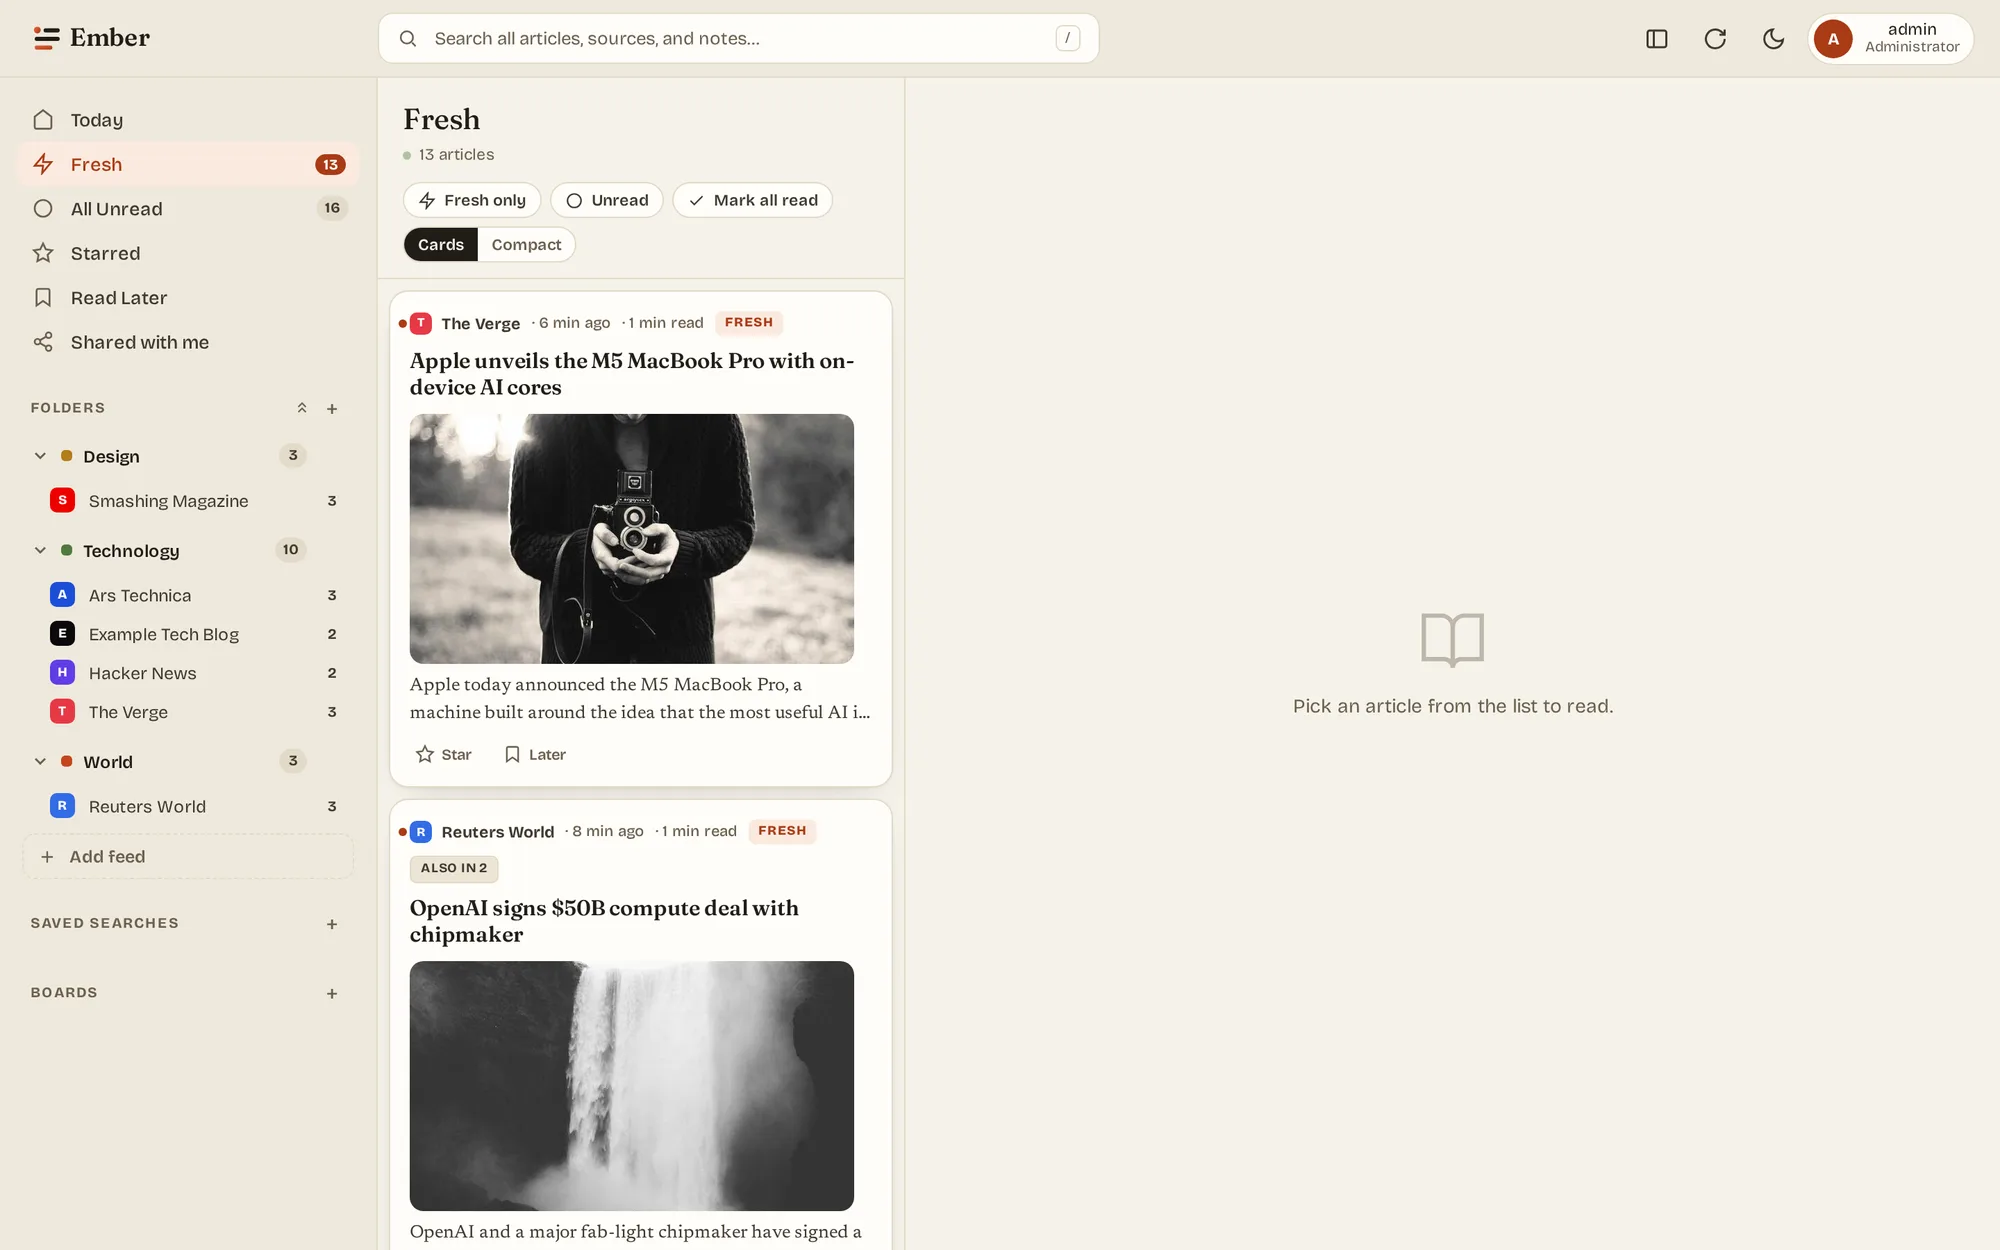 Ember
Search all articles, sources, and notes...
/
A
admin
Administrator
Today
Fresh
13
All Unread
16
Starred
Read Later
Shared with me
FOLDERS
+
Design
3
S
Smashing Magazine
3
Technology
10
A
Ars Technica
3
E
Example Tech Blog
2
H
Hacker News
2
T
The Verge
3
World
3
R
Reuters World
3
+ Add feed
SAVED SEARCHES
+
BOARDS
+
Fresh
13 articles
Fresh only
Unread
Mark all read
Cards
Compact
T
The Verge · 6 min ago · 1 min read FRESH
Apple unveils the M5 MacBook Pro with on-
device AI cores
Apple today announced the M5 MacBook Pro, a
machine built around the idea that the most useful AI i...
Star
Later
R
Reuters World · 8 min ago · 1 min read FRESH
ALSO IN 2
OpenAI signs $50B compute deal with
chipmaker
OpenAI and a major fab-light chipmaker have signed a
Pick an article from the list to read.